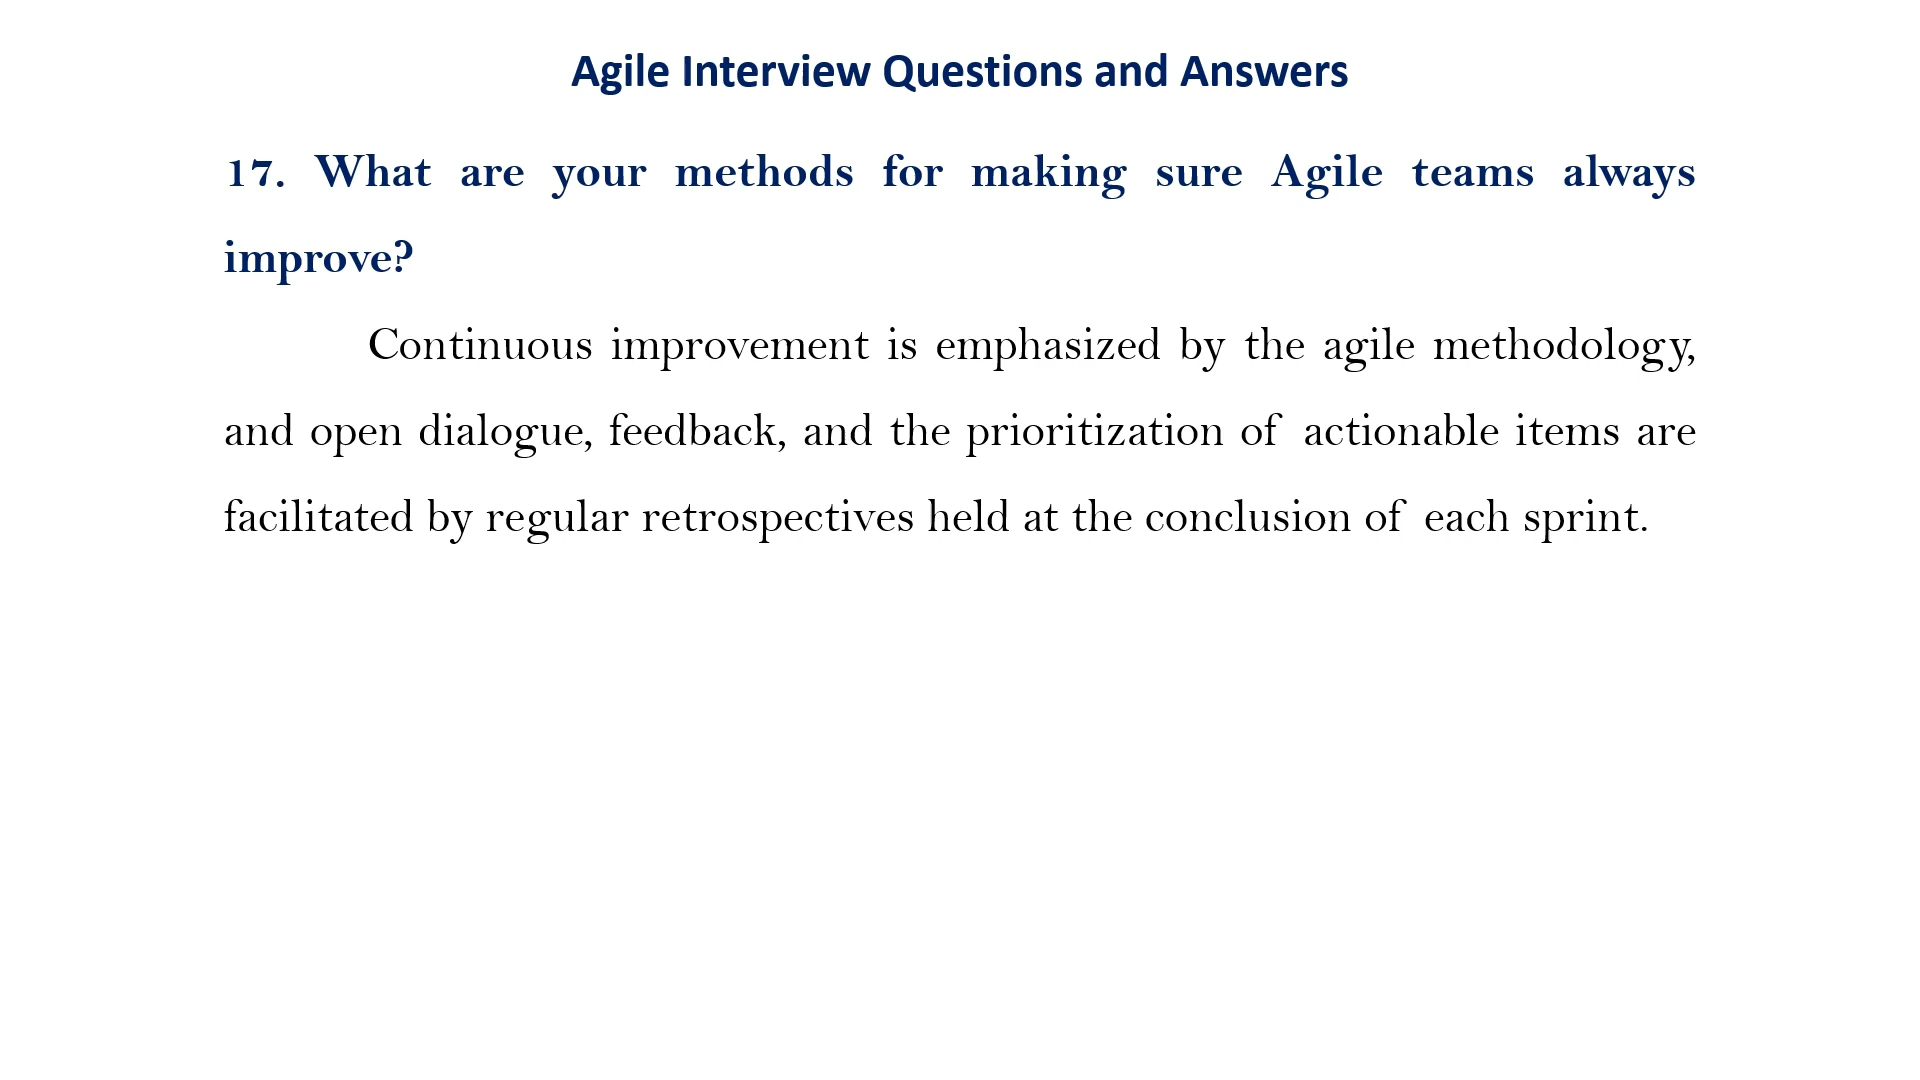 Agile Interview Questions and Answers
17. What are your methods for making sure Agile teams always
improve?
Continuous improvement is emphasized by the agile methodology,
and open dialogue, feedback, and the prioritization of actionable items are
facilitated by regular retrospectives held at the conclusion of each sprint.